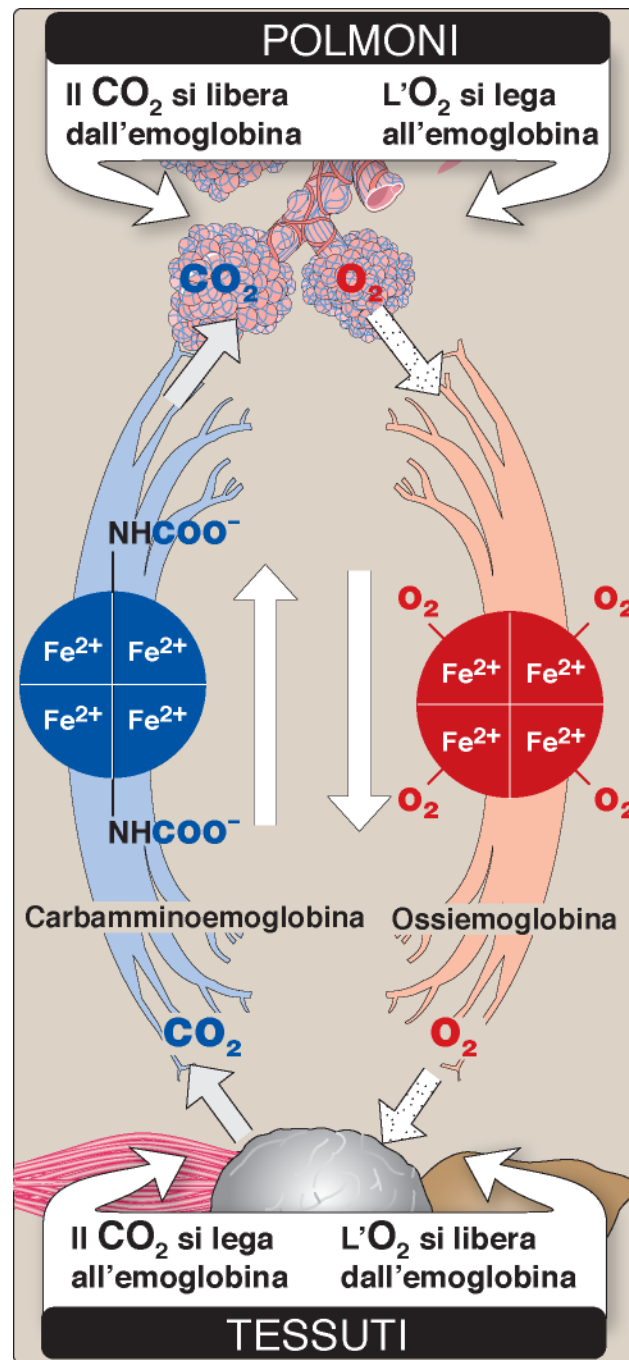 POLMONI
Il CO₂ si libera
dall'emoglobina
L'O₂ si lega
all'emoglobina
CO₂
O₂
NHCOO⁻
Fe²⁺ Fe²⁺
Fe²⁺ Fe²⁺
NHCOO⁻
O₂ O₂
Fe²⁺ Fe²⁺
Fe²⁺ Fe²⁺
O₂ O₂
Carbamminoemoglobina
Ossiemoglobina
CO₂
O₂
Il CO₂ si lega
all'emoglobina
L'O₂ si libera
dall'emoglobina
TESSUTI